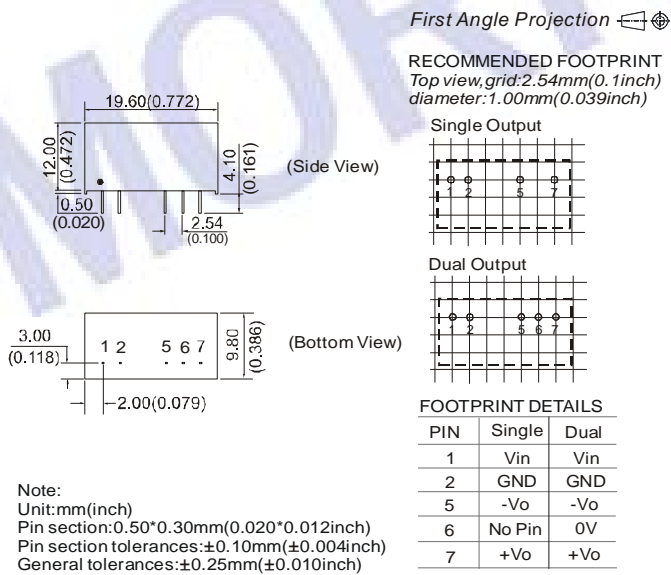 MORN
First Angle Projection
RECOMMENDED FOOTPRINT
Top view,grid:2.54mm(0.1inch)
diameter:1.00mm(0.039inch)
19.60(0.772)
12.00
(0.472)
4.10
(0.161)
(Side View)
0.50
(0.020)
2.54
(0.100)
Single Output
1 2 5 7
Dual Output
1 2 5 6 7
3.00
(0.118)
1 2 5 6 7
9.80
(0.386)
(Bottom View)
2.00(0.079)
FOOTPRINT DETAILS
PIN Single Dual
1 Vin Vin
2 GND GND
5 -Vo -Vo
6 No Pin 0V
7 +Vo +Vo
Note:
Unit:mm(inch)
Pin section:0.50*0.30mm(0.020*0.012inch)
Pin section tolerances:±0.10mm(±0.004inch)
General tolerances:±0.25mm(±0.010inch)